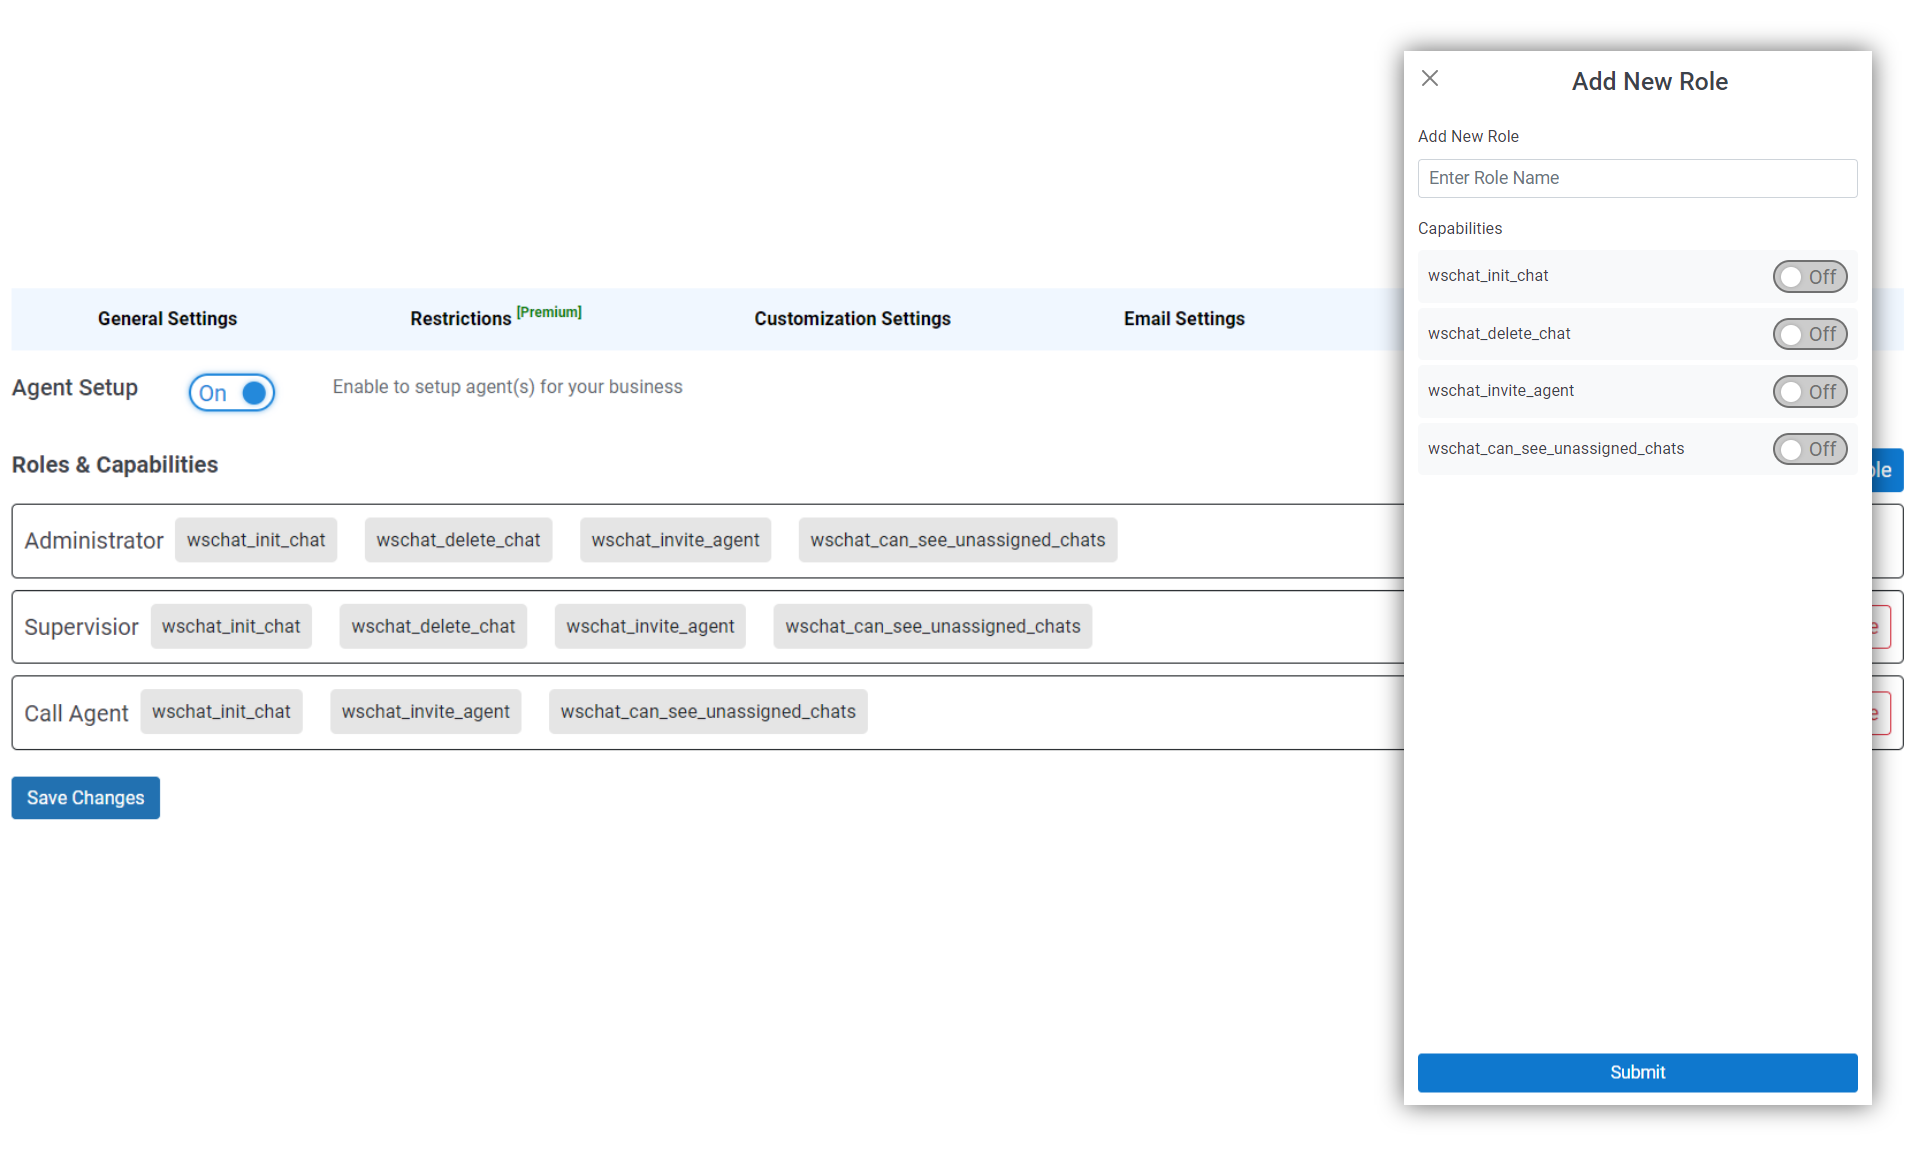 General Settings
Restrictions [Premium]
Customization Settings
Email Settings
Agent Setup
On
Enable to setup agent(s) for your business
Roles & Capabilities
Administrator wschat_init_chat wschat_delete_chat wschat_invite_agent wschat_can_see_unassigned_chats
Supervisior wschat_init_chat wschat_delete_chat wschat_invite_agent wschat_can_see_unassigned_chats
Call Agent wschat_init_chat wschat_invite_agent wschat_can_see_unassigned_chats
Save Changes
Add New Role
Add New Role
Enter Role Name
Capabilities
wschat_init_chat Off
wschat_delete_chat Off
wschat_invite_agent Off
wschat_can_see_unassigned_chats Off
Submit